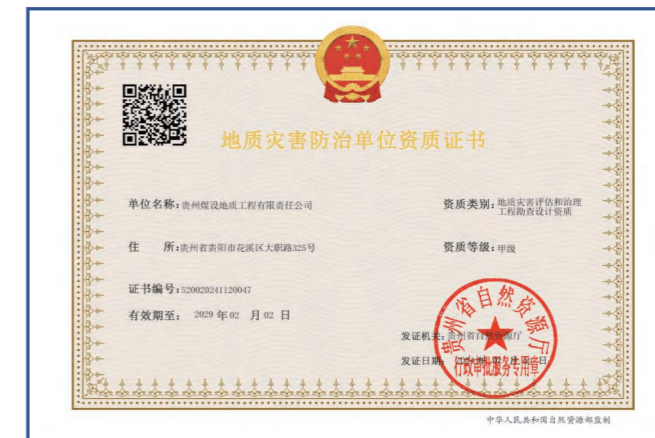 地质灾害防治单位资质证书
单位名称：贵州煤设地质工程有限责任公司
资质类别：地质灾害评估和治理
工程勘查设计资质
住 所：贵州省贵阳市花溪区大职路325号
资质等级：甲级
证书编号：520020241120047
有效期至： 2029 年 02 月 02 日
发证机关：贵州省自然资源厅
发证日期：
贵州省自然资源厅
行政审批服务专用章
中华人民共和国自然资源部监制